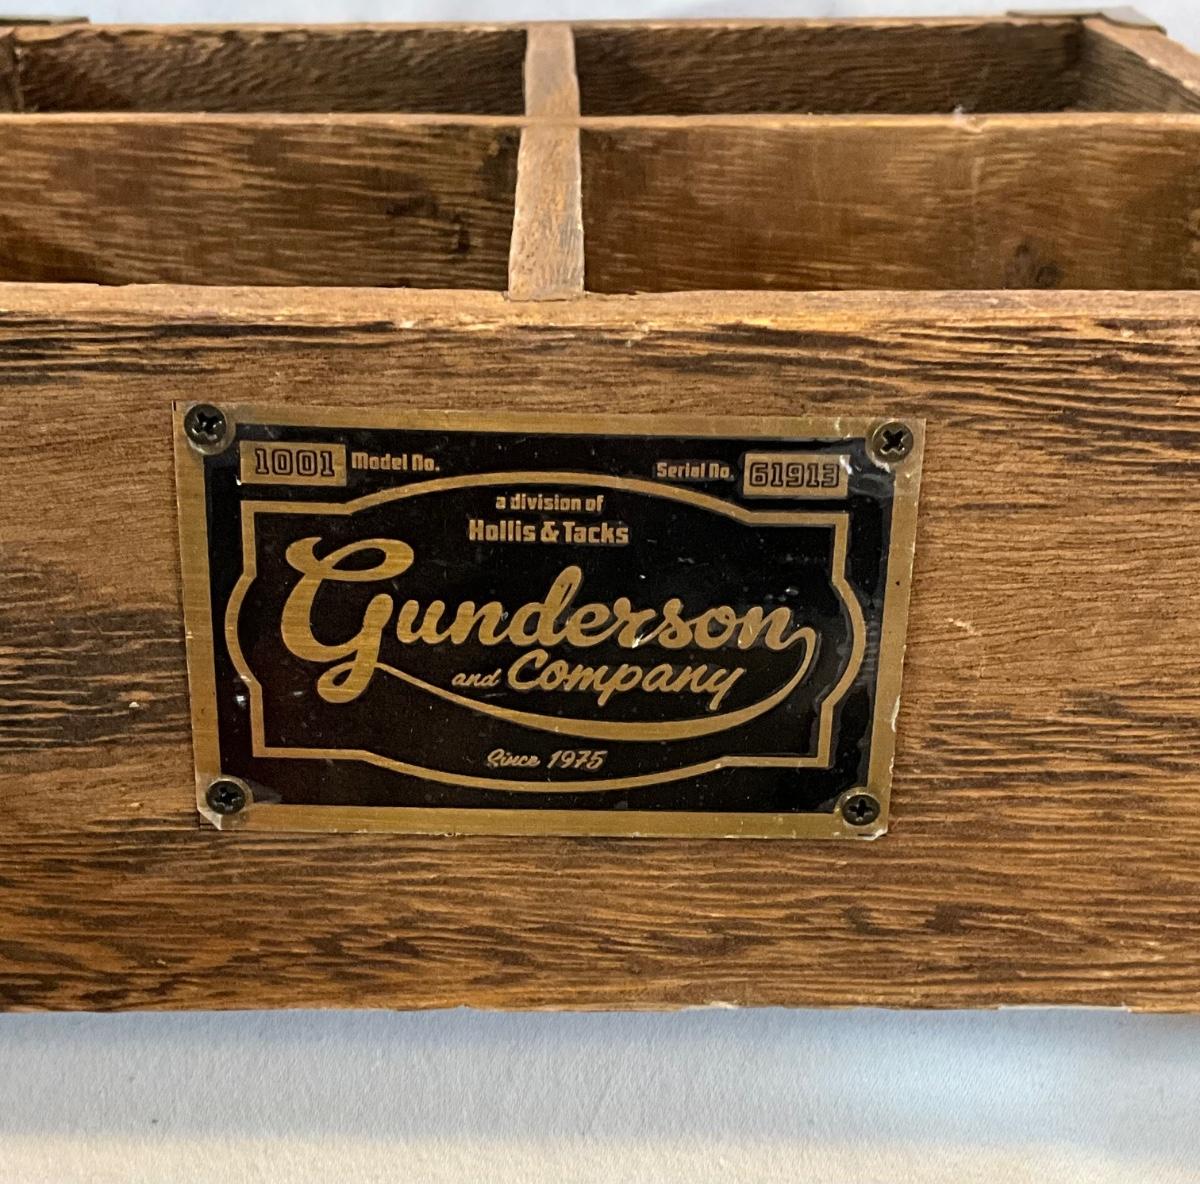 1001 Model No.
Serial No. 61913
a division of
Hollis & Tacks
Gunderson
and Company
Since 1975